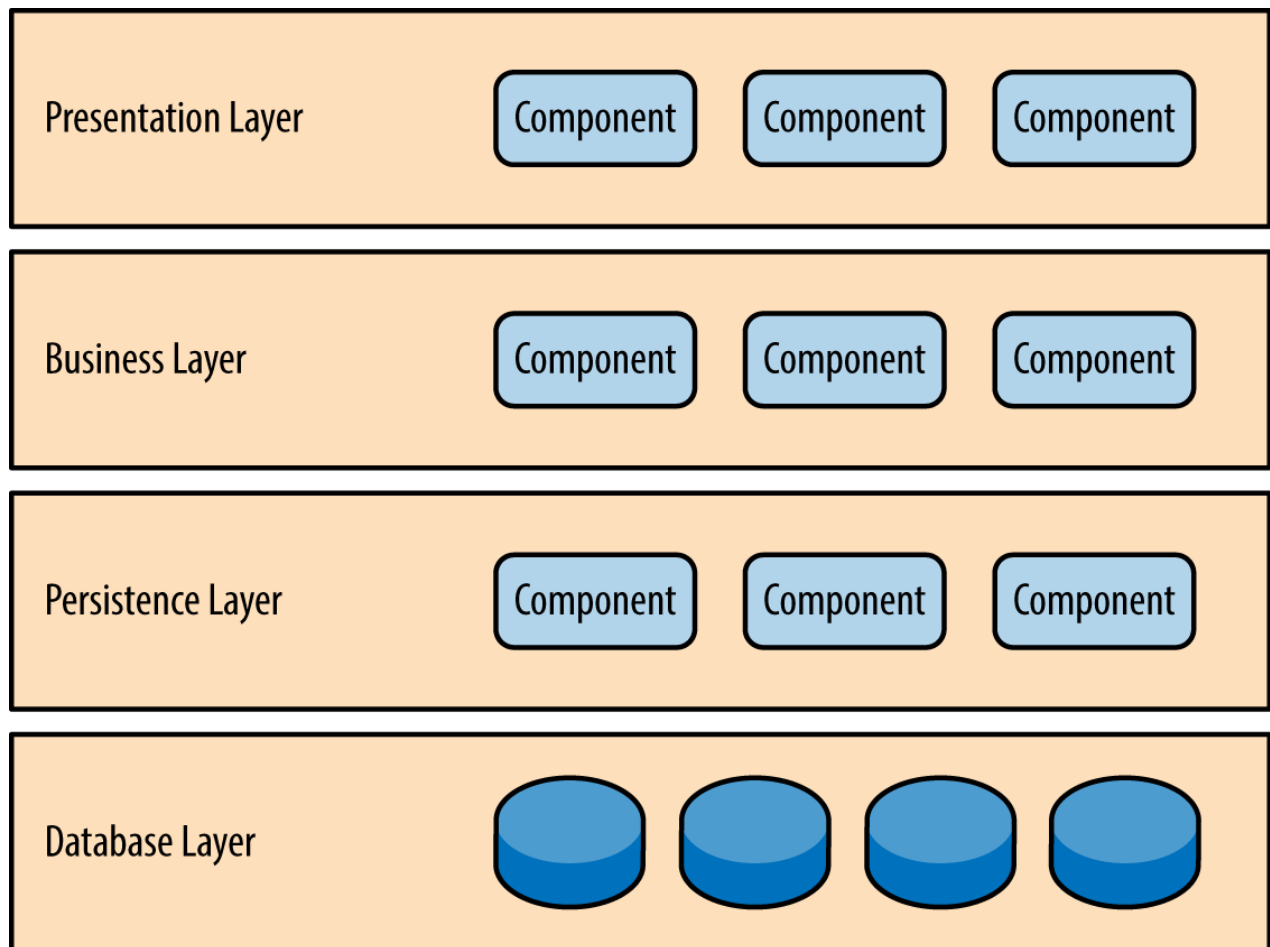 Presentation Layer
Component Component Component
Business Layer
Component Component Component
Persistence Layer
Component Component Component
Database Layer